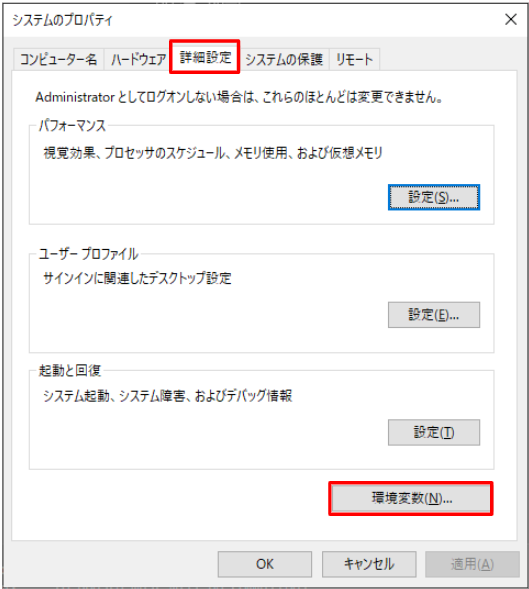 システムのプロパティ
コンピューター名 ハードウェア 詳細設定 システムの保護 リモート
Administrator としてログオンしない場合は、これらのほとんどは変更できません。
パフォーマンス
視覚効果、プロセッサのスケジュール、メモリ使用、および仮想メモリ
設定(S)...
ユーザー プロファイル
サインインに関連したデスクトップ設定
設定(E)...
起動と回復
システム起動、システム障害、およびデバッグ情報
設定(T)
環境変数(N)...
OK キャンセル 適用(A)